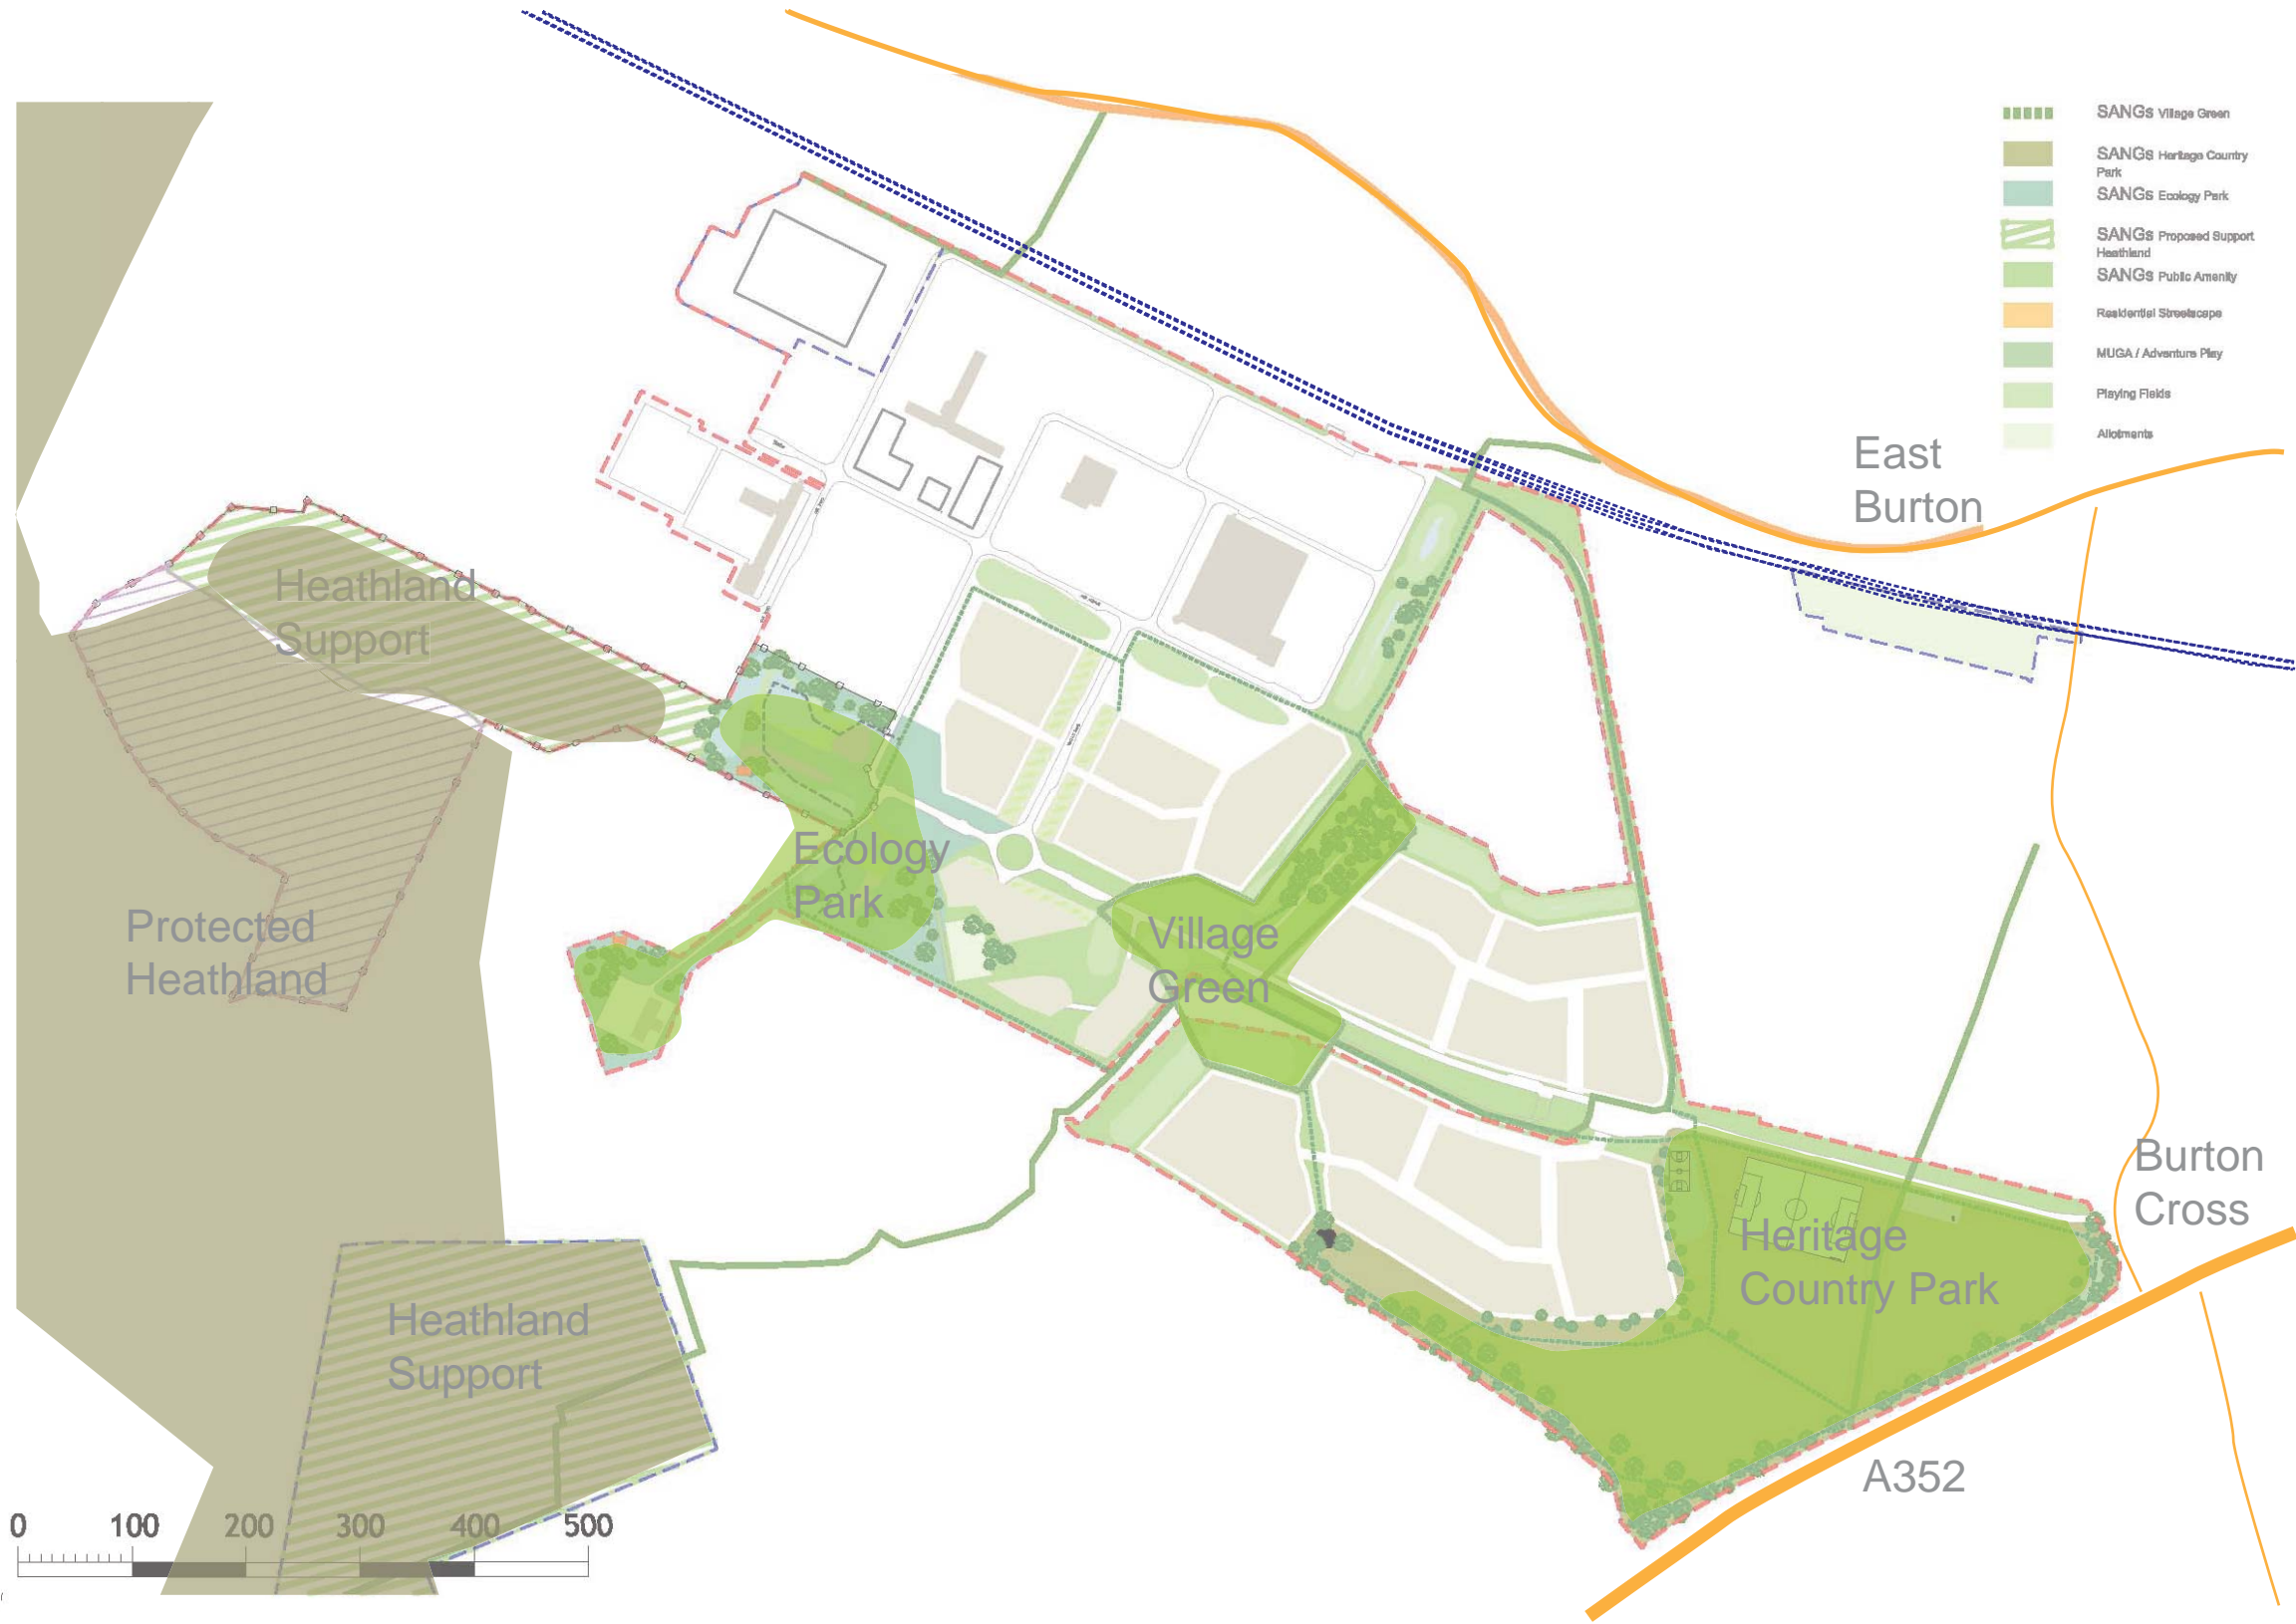 SANGs Village Green
SANGs Heritage Country
Park
SANGs Ecology Park
SANGs Proposed Support
Heathland
SANGs Public Amenity
Residential Streetscape
MUGA / Adventure Play
Playing Fields
Allotments
East
Burton
Heathland
Support
Ecology
Park
Protected
Heathland
Village
Green
Burton
Cross
Heritage
Country Park
Heathland
Support
A352
0 100 200 300 400 500